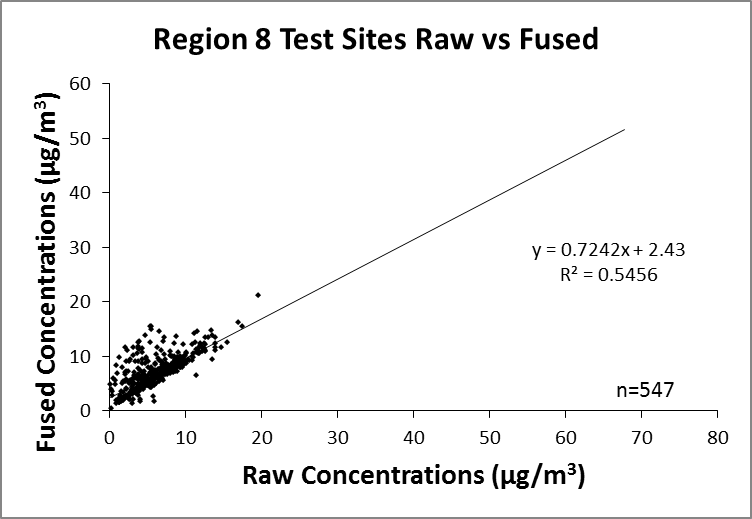 Region 8 Test Sites Raw vs Fused
60
50
40
30
20
10
0
Fused Concentrations (µg/m³)
y = 0.7242x + 2.43
R² = 0.5456
n=547
0 10 20 30 40 50 60 70 80
Raw Concentrations (µg/m³)